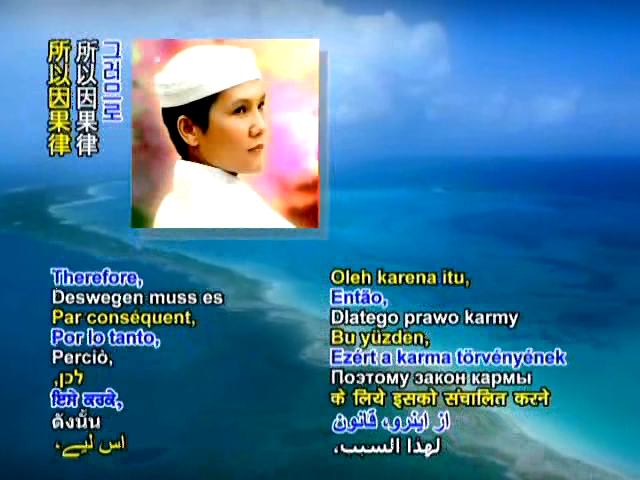 所以因果律
所以因果律
그러므로
Therefore,
Deswegen muss es
Par conséquent,
Por lo tanto,
Perciò,
לכן,
ਇਸੇ ਕਰਕੇ,
ดังนั้น
اس لیے،
Oleh karena itu,
Então,
Dlatego prawo karmy
Bu yüzden,
Ezért a karma törvényének
Поэтому закон кармы
के लिये इसको संचालित करने
از اینرو، قانون
لهذا السبب،